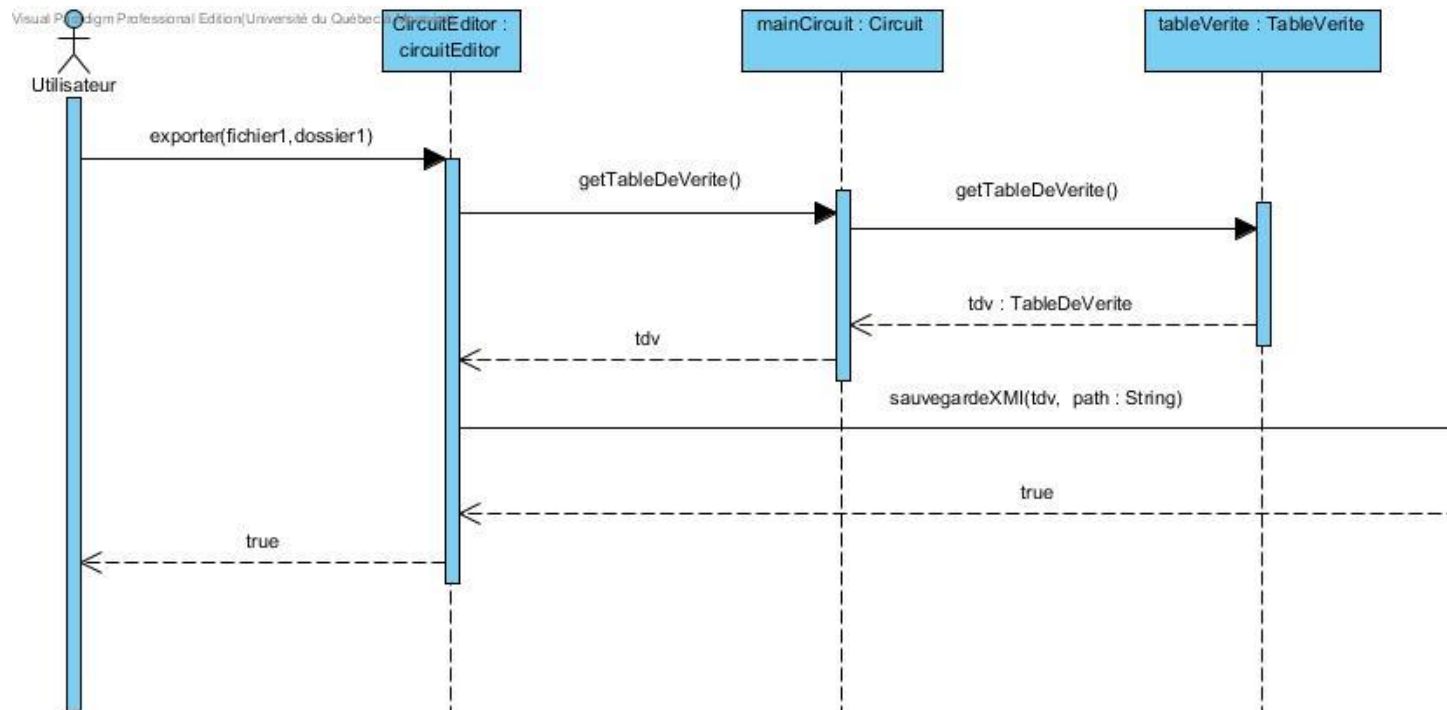 Visual Paradigm Professional Edition(Université du Québec à
CircuitEditor :
circuitEditor
mainCircuit : Circuit
tableVerite : TableVerite
Utilisateur
exporter(fichier1,dossier1)
getTableDeVerite()
getTableDeVerite()
tdv : TableDeVerite
tdv
sauvegardeXMI(tdv, path : String)
true
true